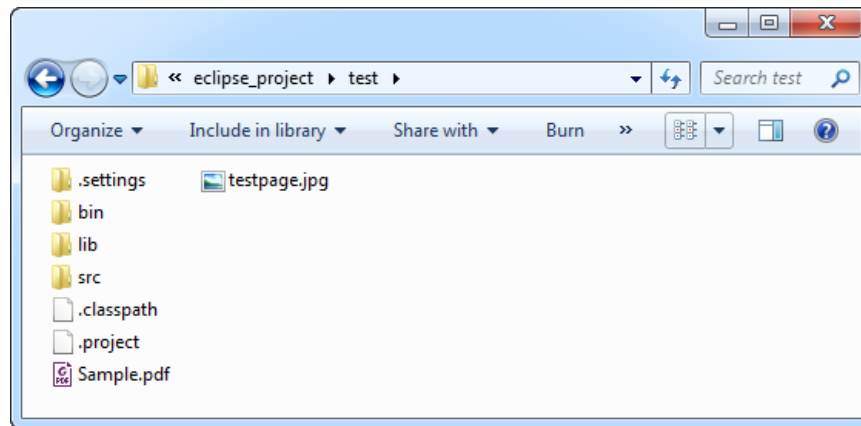 « eclipse_project test Search test
Organize Include in library Share with Burn »
.settings
bin
lib
src
.classpath
.project
Sample.pdf
testpage.jpg